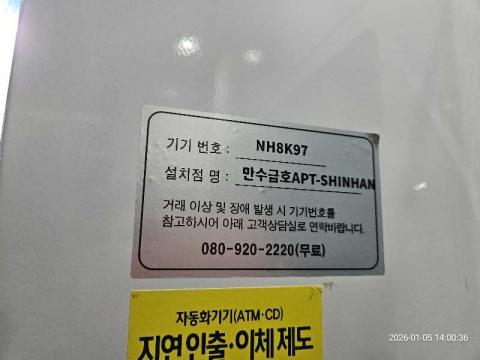 기기 번호 : NH8K97
설치점 명 : 만수금호APT-SHINHAN
거래 이상 및 장애 발생 시 기기번호를
참고하시어 아래 고객상담실로 연락바랍니다.
080-920-2220(무료)
자동화기기(ATM·CD)
지연 인출·이체 제도
2026-01-05 14:00:36